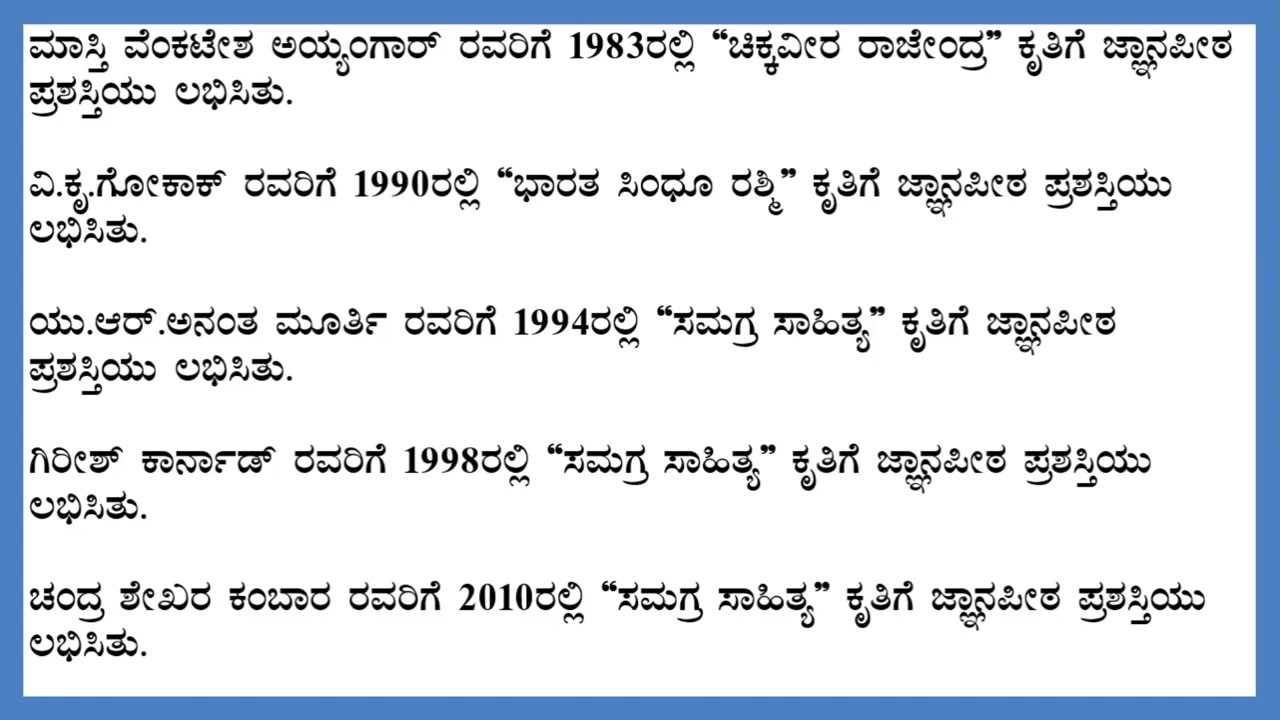 ಮಾಸ್ತಿ ವೆಂಕಟೇಶ ಅಯ್ಯಂಗಾರ್ ರವರಿಗೆ 1983ರಲ್ಲಿ “ಚಿಕ್ಕವೀರ ರಾಜೇಂದ್ರ” ಕೃತಿಗೆ ಜ್ಞಾನಪೀಠ
ಪ್ರಶಸ್ತಿಯು ಲಭಿಸಿತು.
ವಿ.ಕೃ.ಗೋಕಾಕ್ ರವರಿಗೆ 1990ರಲ್ಲಿ “ಭಾರತ ಸಿಂಧೂ ರಶ್ಮಿ” ಕೃತಿಗೆ ಜ್ಞಾನಪೀಠ ಪ್ರಶಸ್ತಿಯು
ಲಭಿಸಿತು.
ಯು.ಆರ್.ಅನಂತ ಮೂರ್ತಿ ರವರಿಗೆ 1994ರಲ್ಲಿ “ಸಮಗ್ರ ಸಾಹಿತ್ಯ” ಕೃತಿಗೆ ಜ್ಞಾನಪೀಠ
ಪ್ರಶಸ್ತಿಯು ಲಭಿಸಿತು.
ಗಿರೀಶ್ ಕಾರ್ನಾಡ್ ರವರಿಗೆ 1998ರಲ್ಲಿ “ಸಮಗ್ರ ಸಾಹಿತ್ಯ” ಕೃತಿಗೆ ಜ್ಞಾನಪೀಠ ಪ್ರಶಸ್ತಿಯು
ಲಭಿಸಿತು.
ಚಂದ್ರ ಶೇಖರ ಕಂಬಾರ ರವರಿಗೆ 2010ರಲ್ಲಿ “ಸಮಗ್ರ ಸಾಹಿತ್ಯ” ಕೃತಿಗೆ ಜ್ಞಾನಪೀಠ ಪ್ರಶಸ್ತಿಯು
ಲಭಿಸಿತು.